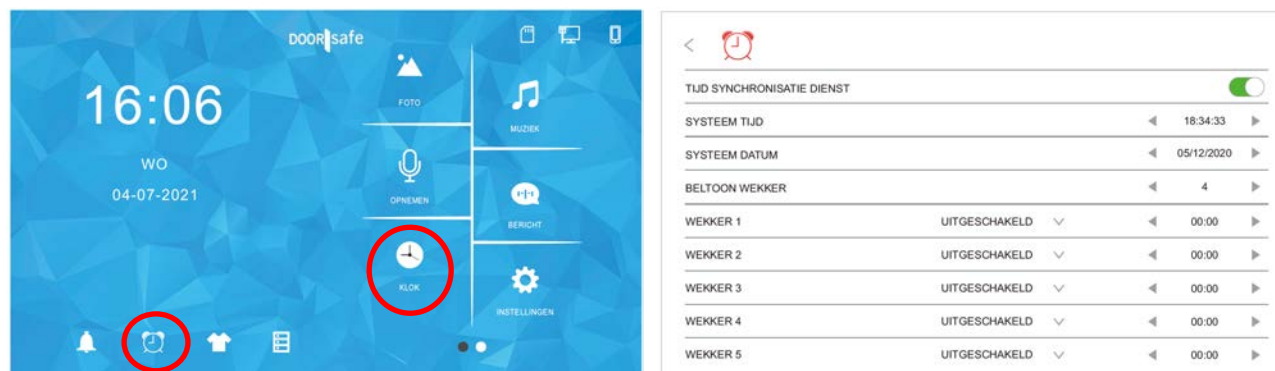 DOORsafe
16:06
WO
04-07-2021
FOTO
MUZIEK
OPNEMEN
BERICHT
KLOK
INSTELLINGEN
TIJD SYNCHRONISATIE DIENST
SYSTEEM TIJD 18:34:33
SYSTEEM DATUM 05/12/2020
BELTOON WEKKER 4
WEKKER 1 UITGESCHAKELD 00:00
WEKKER 2 UITGESCHAKELD 00:00
WEKKER 3 UITGESCHAKELD 00:00
WEKKER 4 UITGESCHAKELD 00:00
WEKKER 5 UITGESCHAKELD 00:00